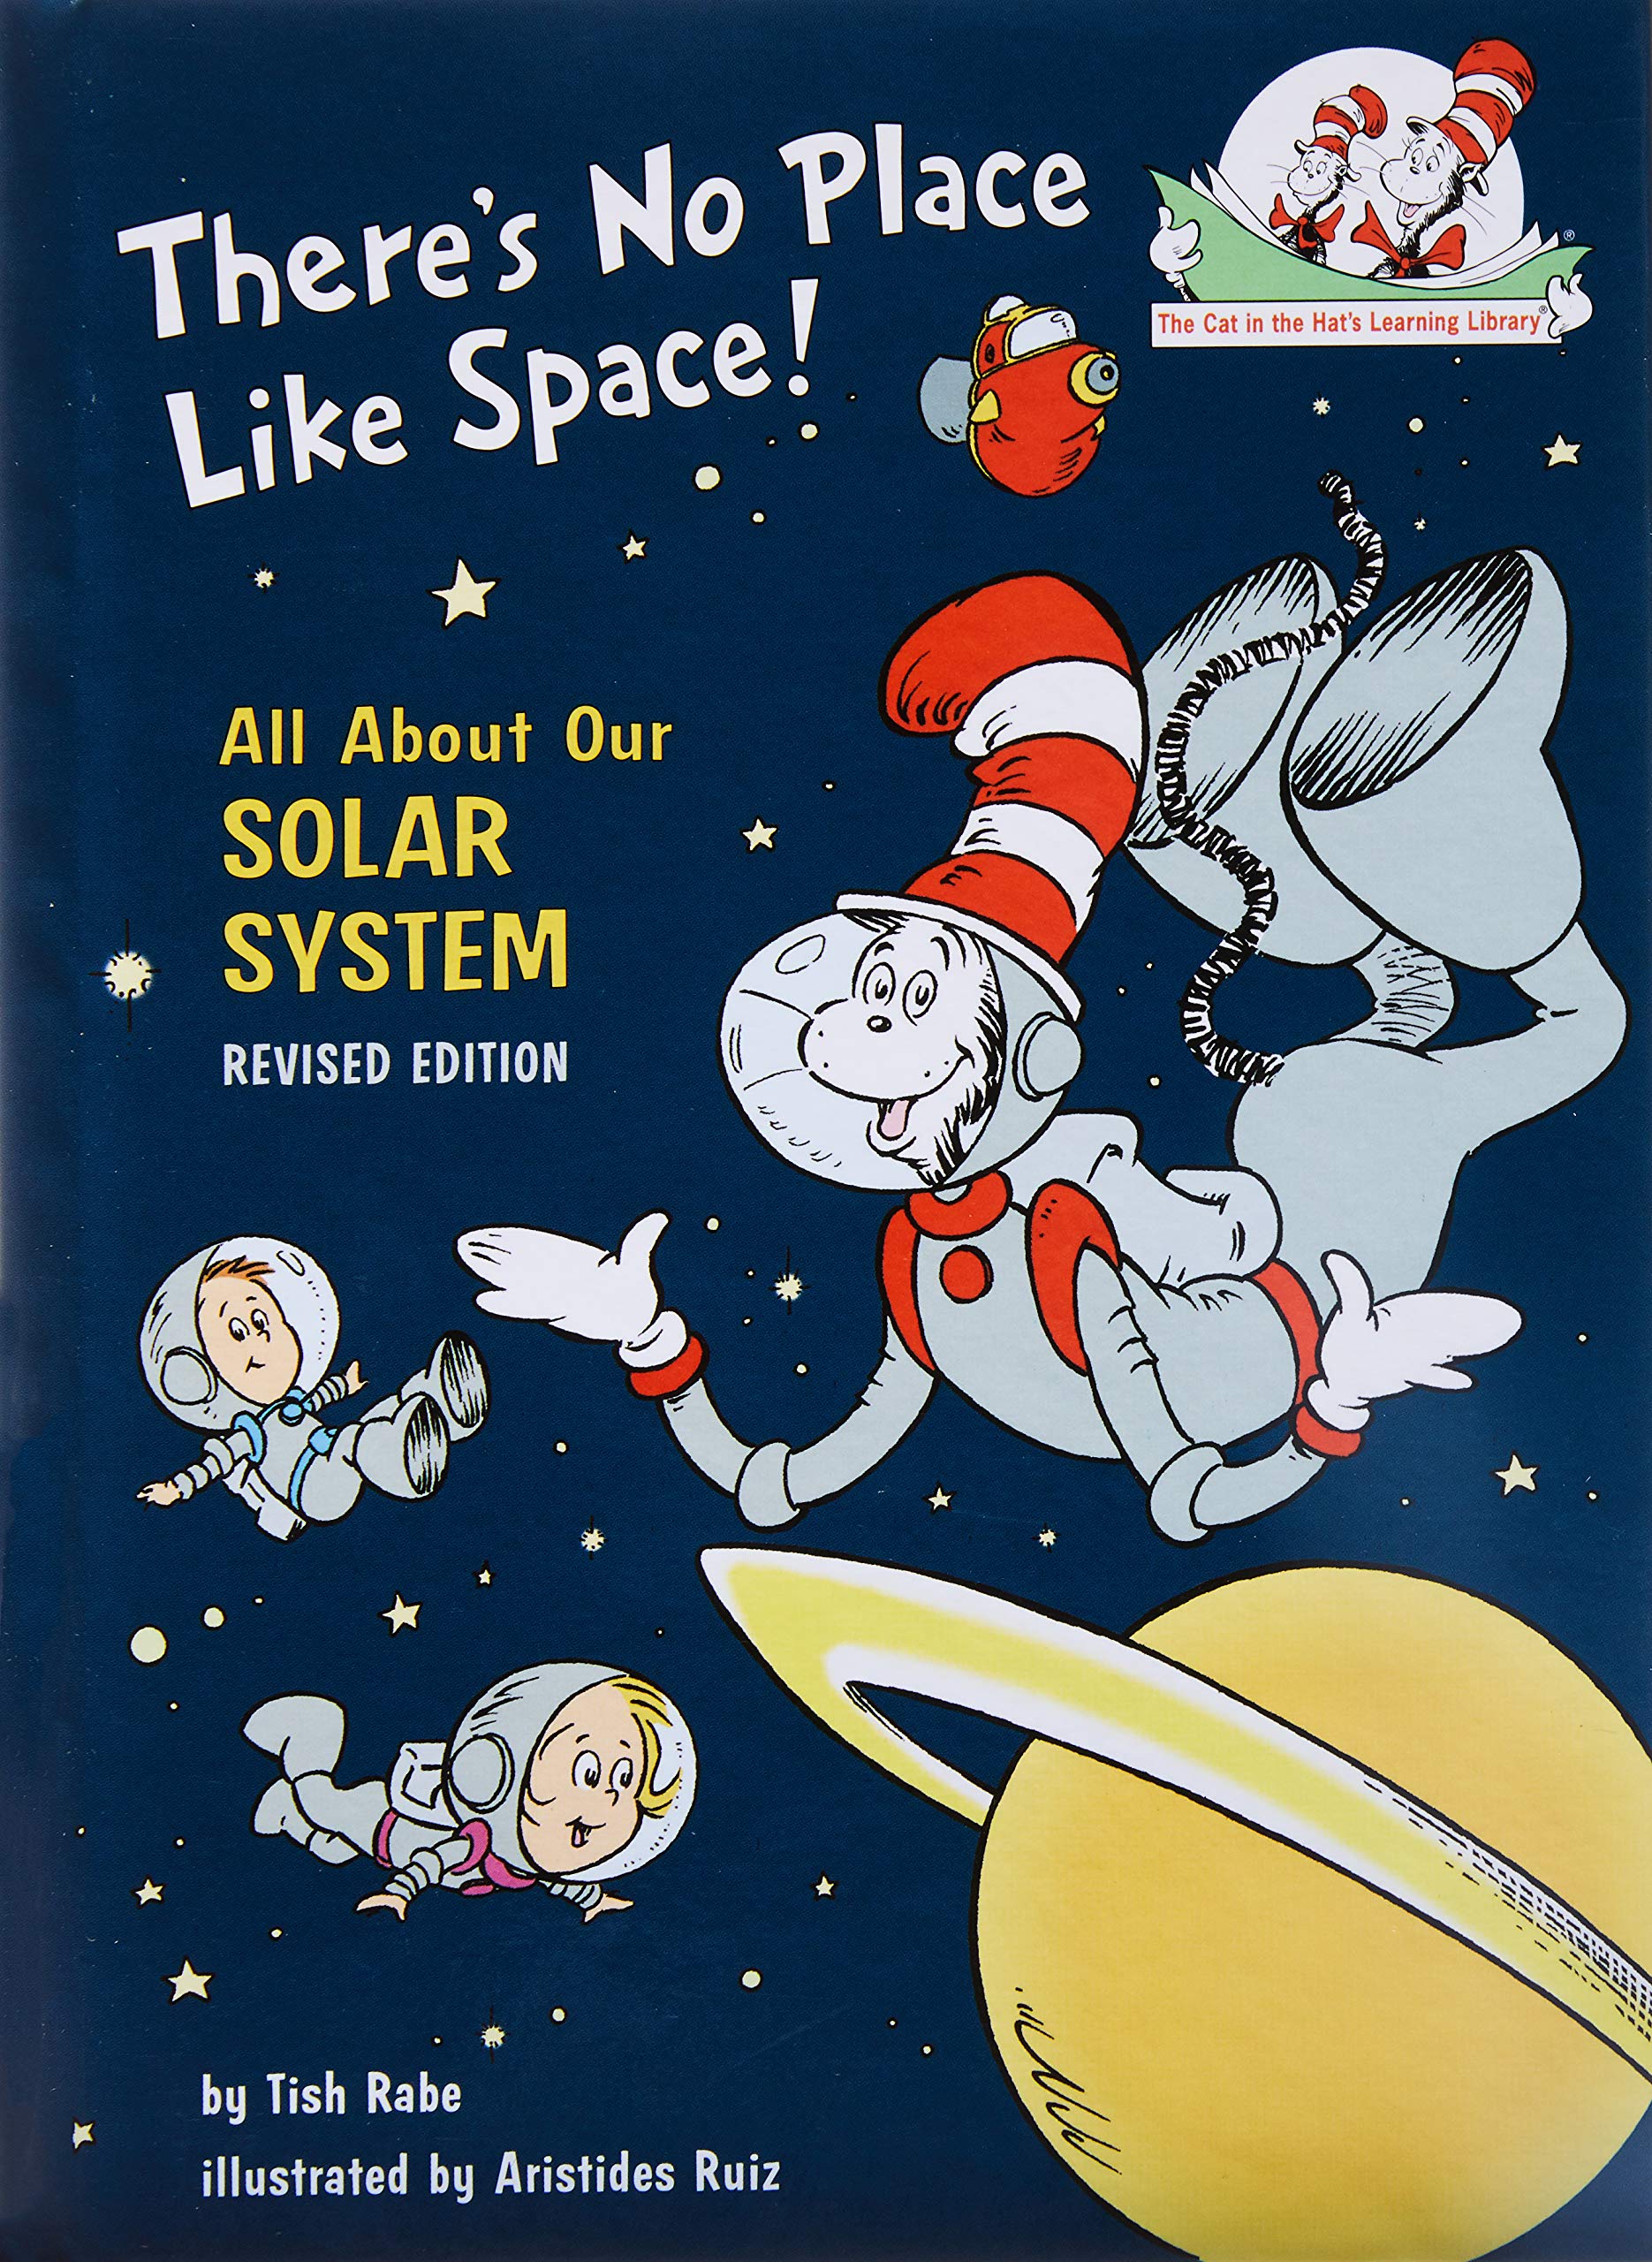 There's No Place
Like Space!
The Cat in the Hat's Learning Library®
®
All About Our
SOLAR
SYSTEM
REVISED EDITION
by Tish Rabe
illustrated by Aristides Ruiz